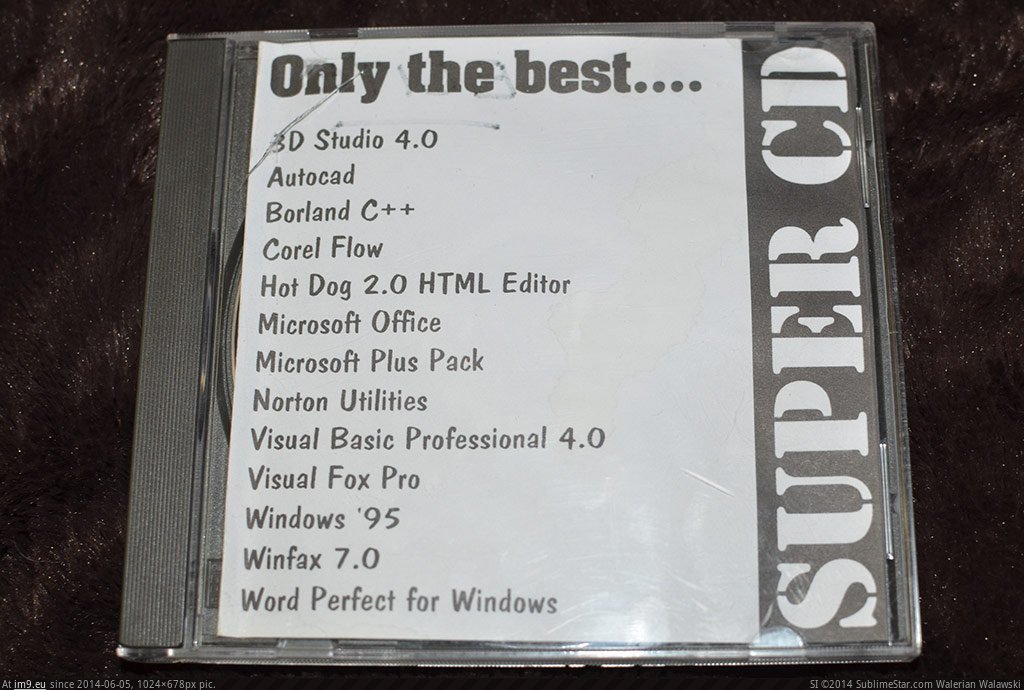 Only the best....
3D Studio 4.0
Autocad
Borland C++
Corel Flow
Hot Dog 2.0 HTML Editor
Microsoft Office
Microsoft Plus Pack
Norton Utilities
Visual Basic Professional 4.0
Visual Fox Pro
Windows '95
Winfax 7.0
Word Perfect for Windows
SUPER CD
At im9.eu since 2014-06-05, 1024×678px pic.
SI ©2014 SublimeStar.com Walerian Walawski